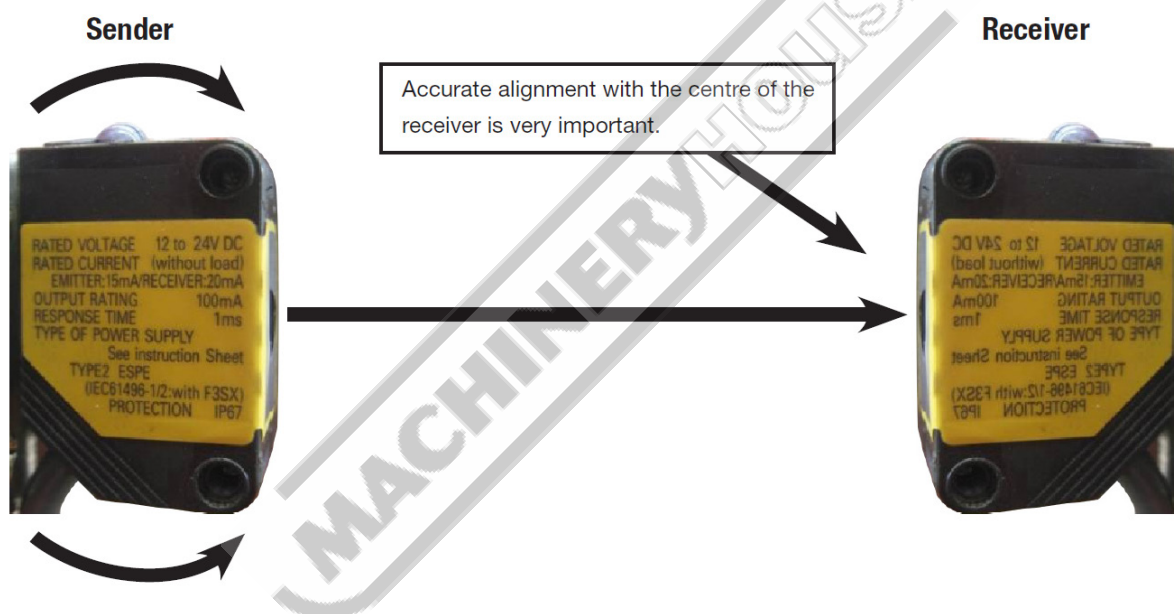 Sender
Receiver
Accurate alignment with the centre of the
receiver is very important.
RATED VOLTAGE 12 to 24V DC
RATED CURRENT (without load)
EMITTER:15mA/RECEIVER:20mA
OUTPUT RATING 100mA
RESPONSE TIME 1ms
TYPE OF POWER SUPPLY
See instruction Sheet
TYPE2 ESPE
(IEC61496-1/2:with F3SX)
PROTECTION IP67
RATED VOLTAGE 12 to 24V DC
RATED CURRENT (without load)
EMITTER:15mA/RECEIVER:20mA
OUTPUT RATING 100mA
RESPONSE TIME 1ms
TYPE OF POWER SUPPLY
See instruction Sheet
TYPE2 ESPE
(IEC61496-1/2:with F3SX)
PROTECTION IP67
MACHINERYHOUS